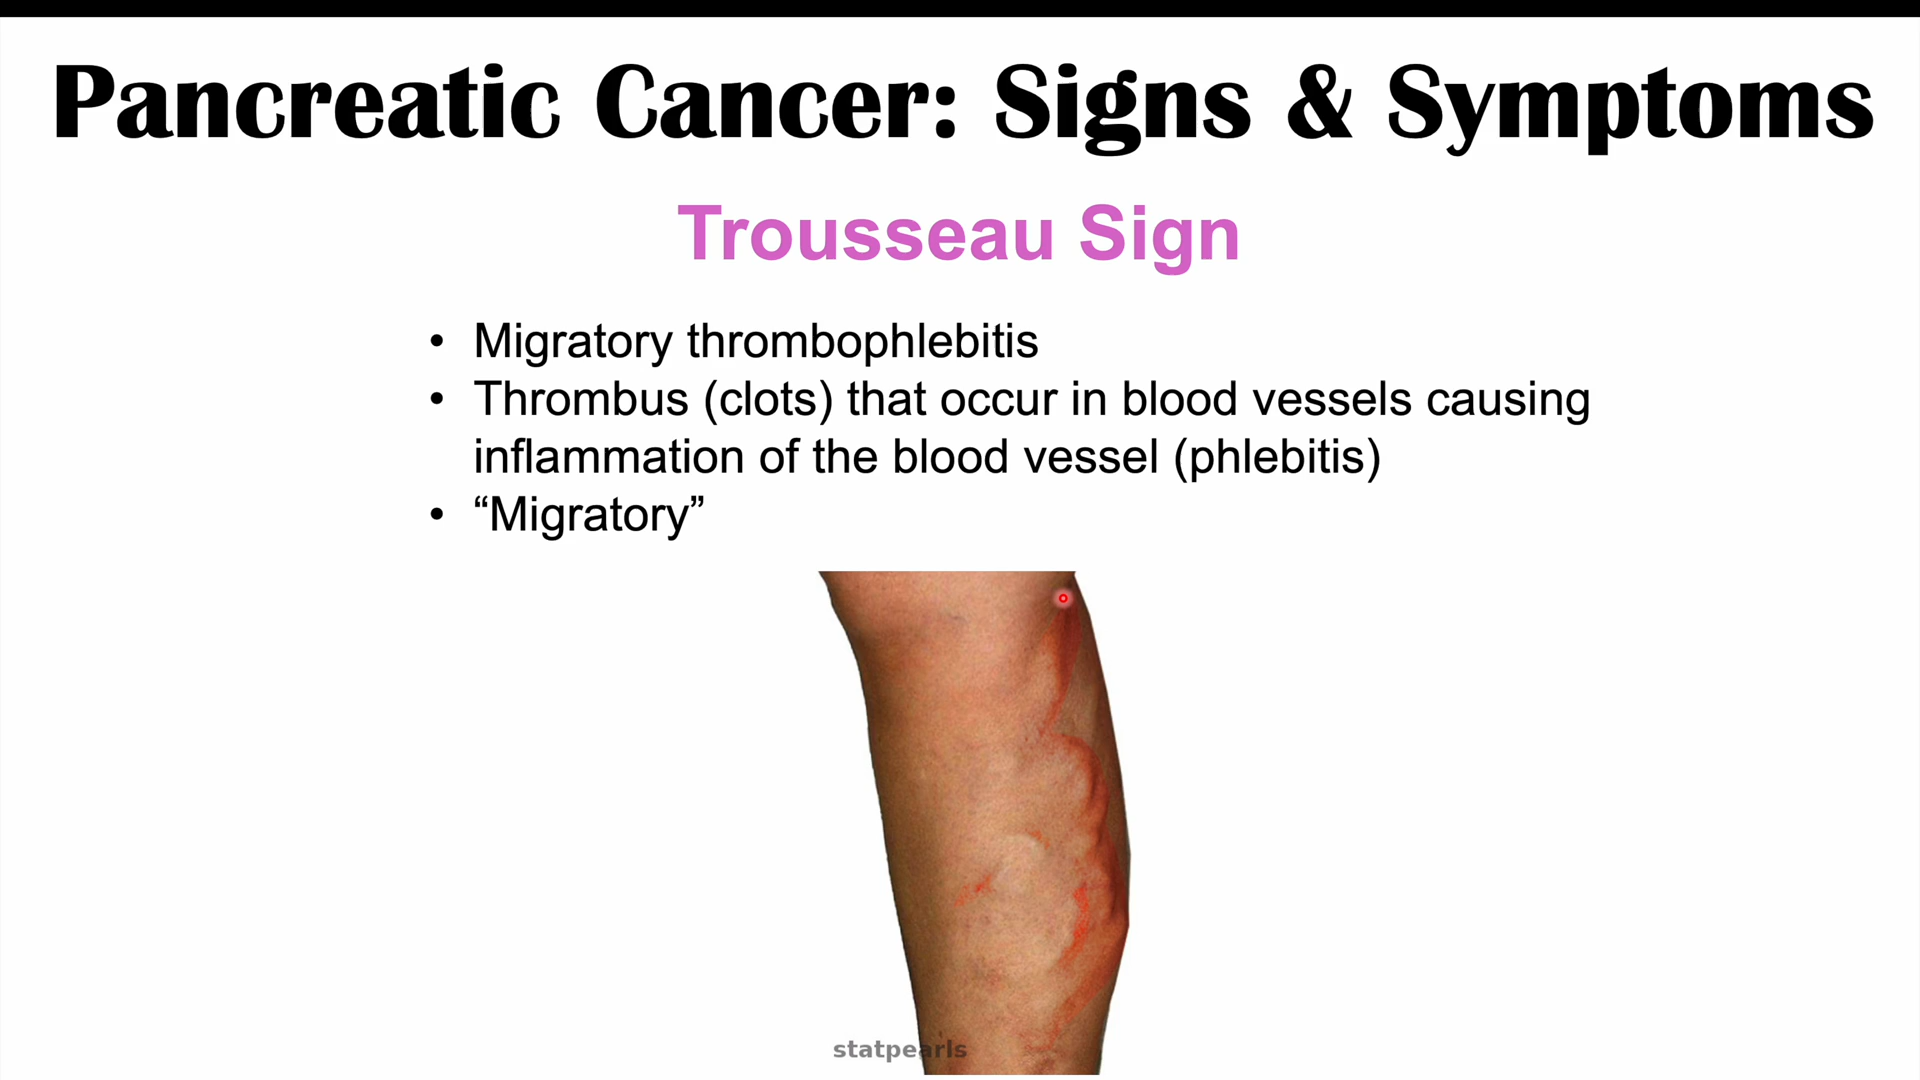 Pancreatic Cancer: Signs & Symptoms
Trousseau Sign
• Migratory thrombophlebitis
• Thrombus (clots) that occur in blood vessels causing
inflammation of the blood vessel (phlebitis)
• “Migratory”
statpearls